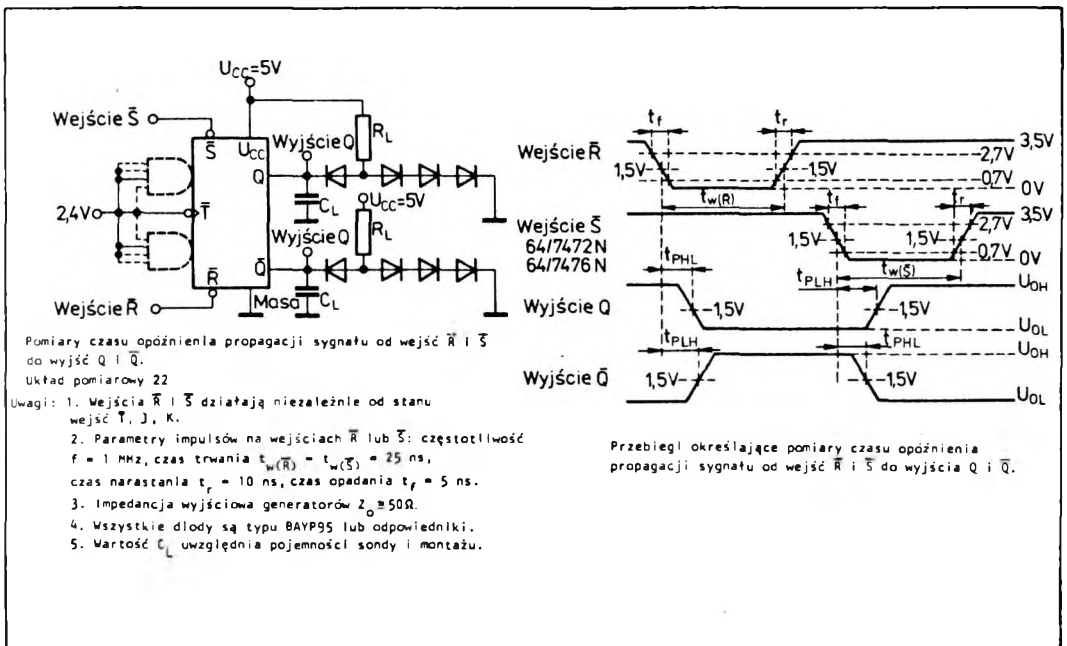 U_CC=5V
Wejście S̅
Wyjście Q
R_L
S̅
U_CC
Q
C_L
U_CC=5V
2,4V
T̅
Wyjście Q
R_L
Q̅
R̅
Masa
C_L
Wejście R̅
Pomiary czasu opóźnienia propagacji sygnału od wejść R̅ i S̅
do wyjść Q i Q̅.
Układ pomiarowy 22
Uwagi: 1. Wejścia R̅ i S̅ działają niezależnie od stanu
wejść T̅, J, K.
2. Parametry impulsów na wejściach R̅ lub S̅: częstotliwość
f = 1 MHz, czas trwania t_w(R̅) = t_w(S̅) = 25 ns,
czas narastania t_r = 10 ns, czas opadania t_f = 5 ns.
3. Impedancja wyjściowa generatorów Z_o ≅ 50Ω.
4. Wszystkie diody są typu BAYP95 lub odpowiedniki.
5. Wartość C_L uwzględnia pojemności sondy i montażu.
t_f
t_r
Wejście R̅
3,5V
2,7V
1,5V
1,5V
0,7V
0V
t_w(R)
t_f
t_r
Wejście S̅
64/7472N
64/7476N
3,5V
2,7V
1,5V
1,5V
0,7V
0V
t_w(S̅)
t_PHL
t_PLH
U_OH
Wyjście Q
1,5V
1,5V
U_OL
t_PLH
t_PHL
U_OH
Wyjście Q̅
1,5V
1,5V
U_OL
Przebiegi określające pomiary czasu opóźnienia
propagacji sygnału od wejść R̅ i S̅ do wyjścia Q i Q̅.